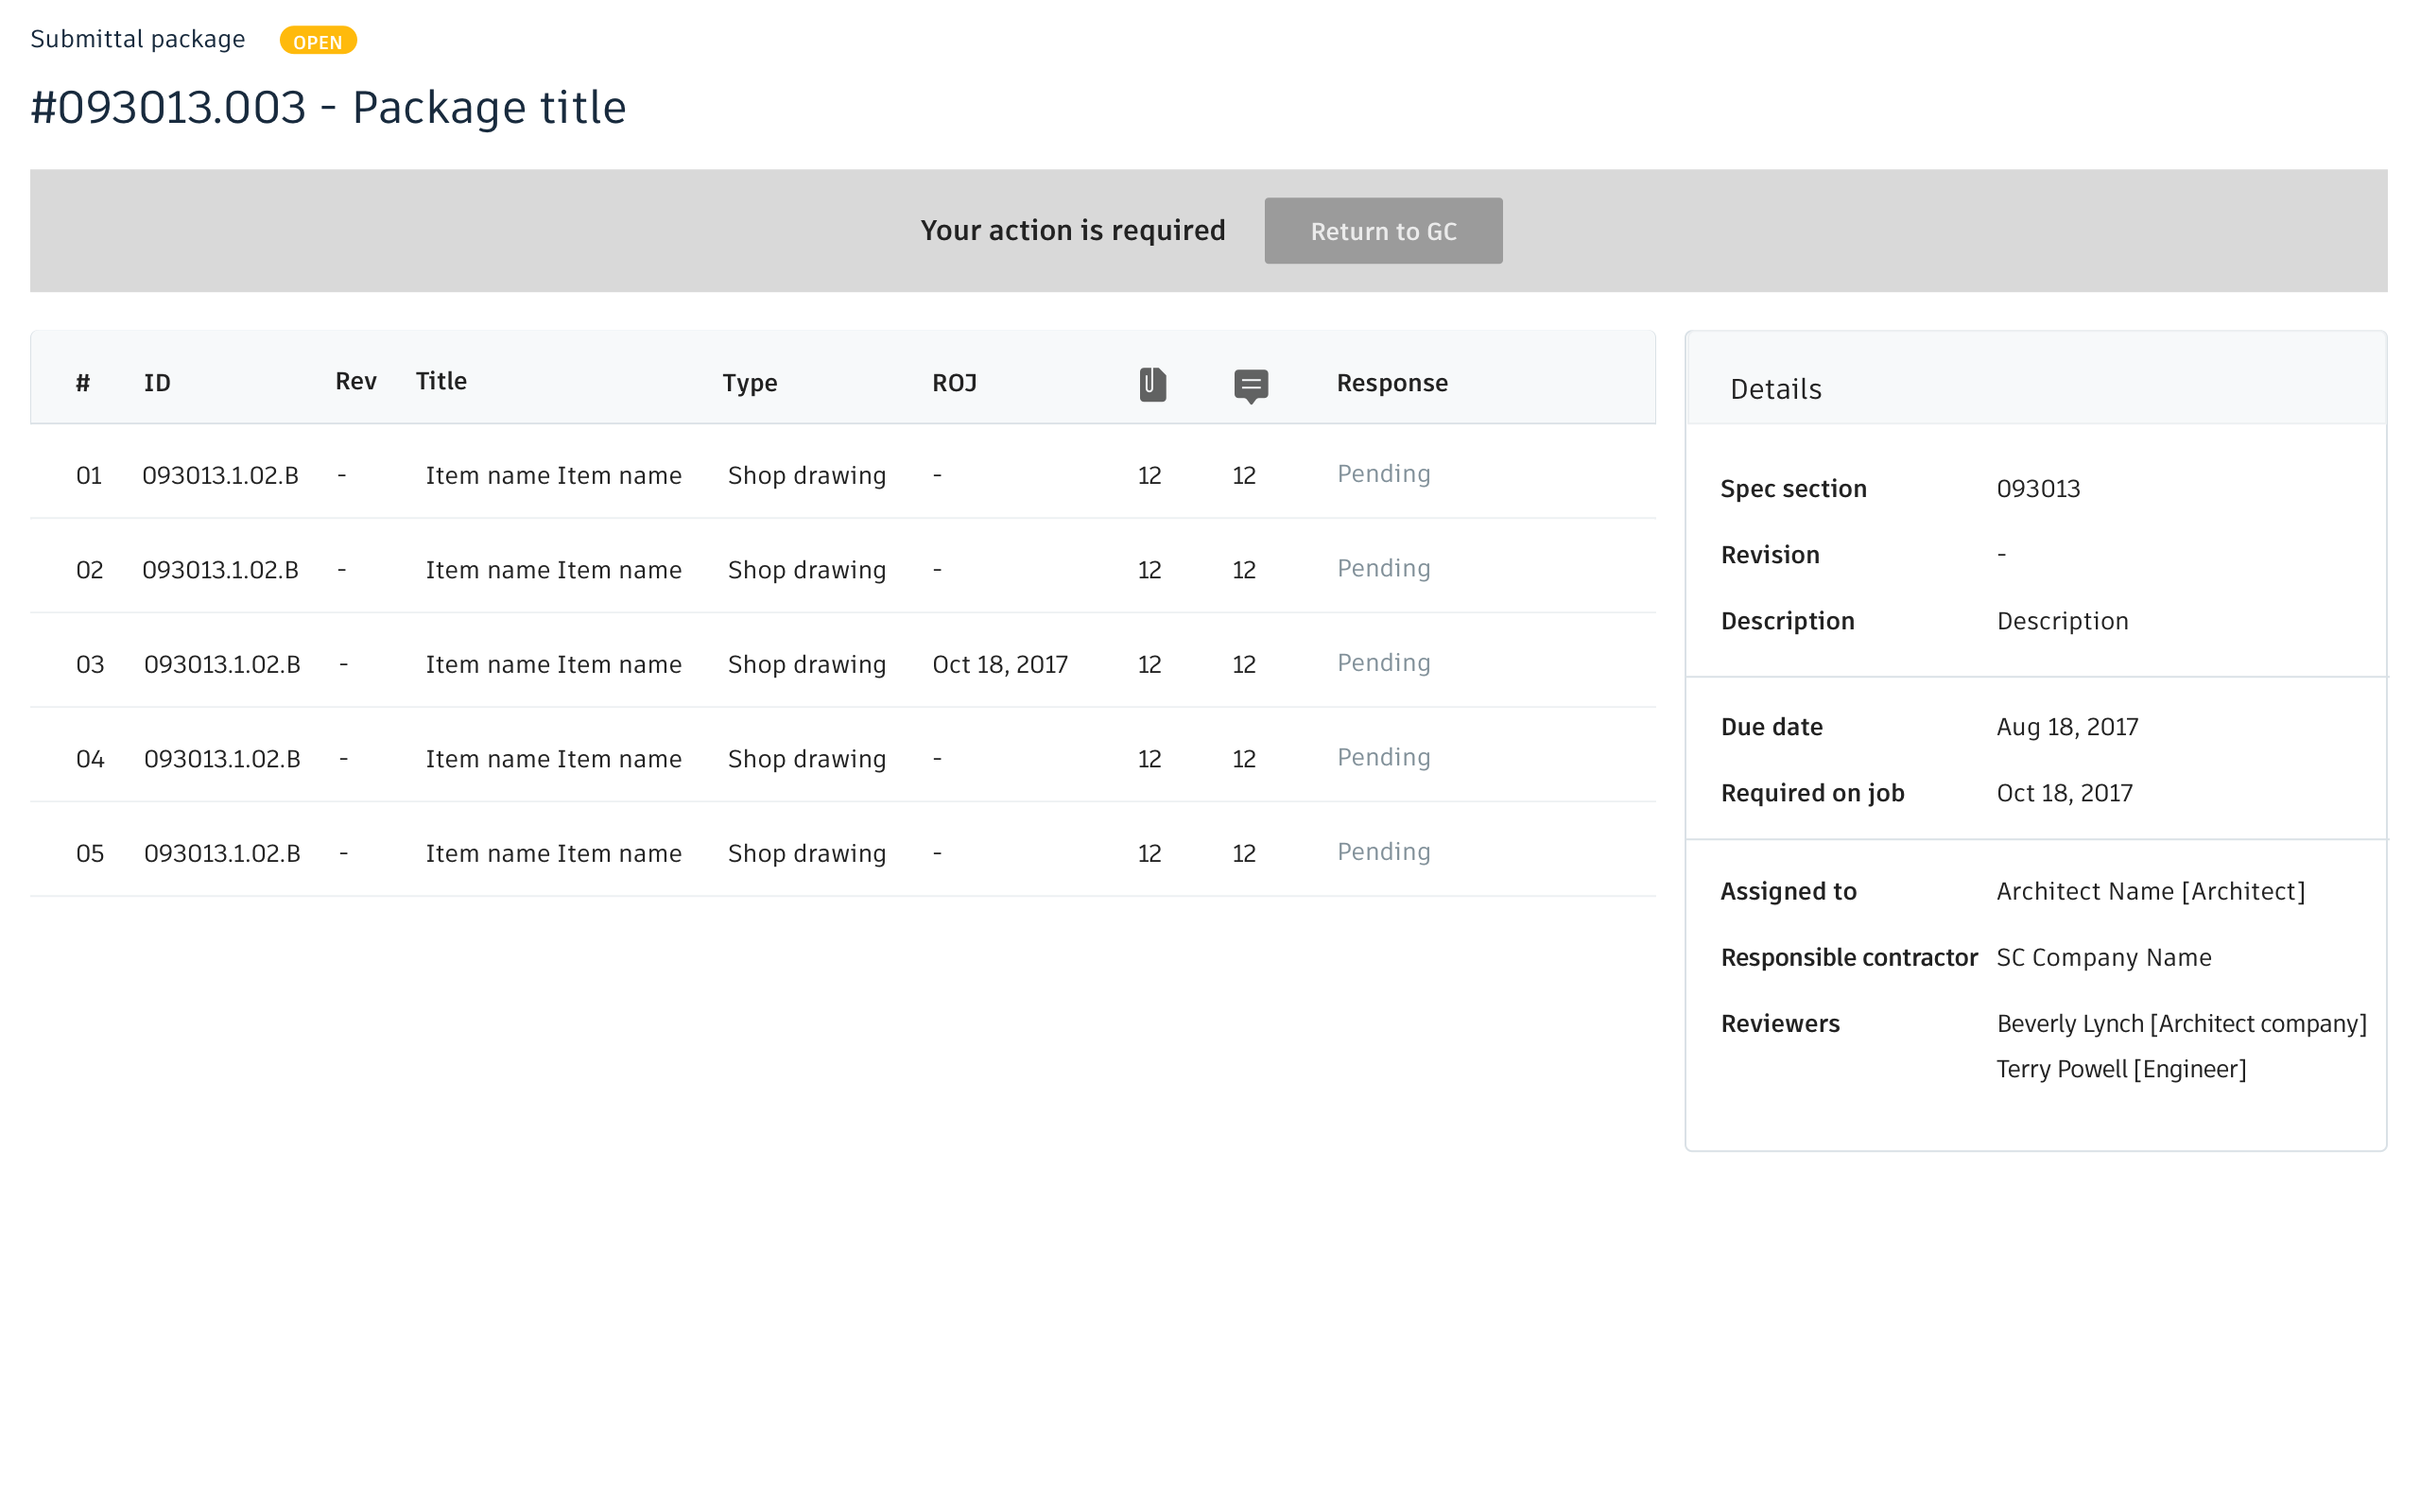 Submittal package OPEN
#093013.003 - Package title
Your action is required Return to GC
# ID Rev Title Type ROJ Response
01 093013.1.02.B - Item name Item name Shop drawing - 12 12 Pending
02 093013.1.02.B - Item name Item name Shop drawing - 12 12 Pending
03 093013.1.02.B - Item name Item name Shop drawing Oct 18, 2017 12 12 Pending
04 093013.1.02.B - Item name Item name Shop drawing - 12 12 Pending
05 093013.1.02.B - Item name Item name Shop drawing - 12 12 Pending
Details
Spec section 093013
Revision -
Description Description
Due date Aug 18, 2017
Required on job Oct 18, 2017
Assigned to Architect Name [Architect]
Responsible contractor SC Company Name
Reviewers Beverly Lynch [Architect company]
Terry Powell [Engineer]